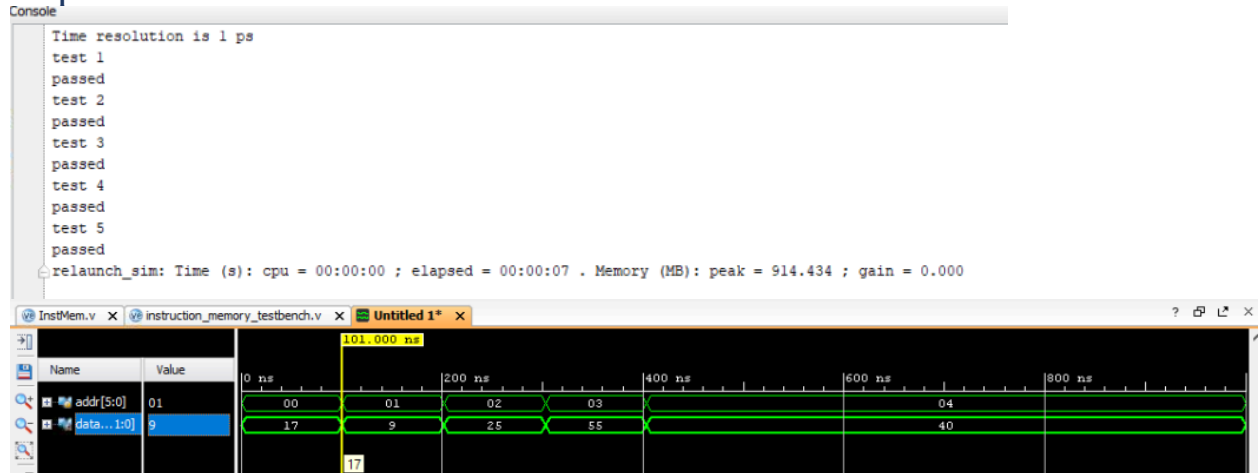 Console
Time resolution is 1 ps
test 1
passed
test 2
passed
test 3
passed
test 4
passed
test 5
passed
relaunch_sim: Time (s): cpu = 00:00:00 ; elapsed = 00:00:07 . Memory (MB): peak = 914.434 ; gain = 0.000
InstMem.v X instruction_memory_testbench.v X Untitled 1* X ?
101.000 ns
Name Value 0 ns 200 ns 400 ns 600 ns 800 ns
addr[5:0] 01 00 01 02 03 04
data...1:0] 9 17 9 25 55 40
17